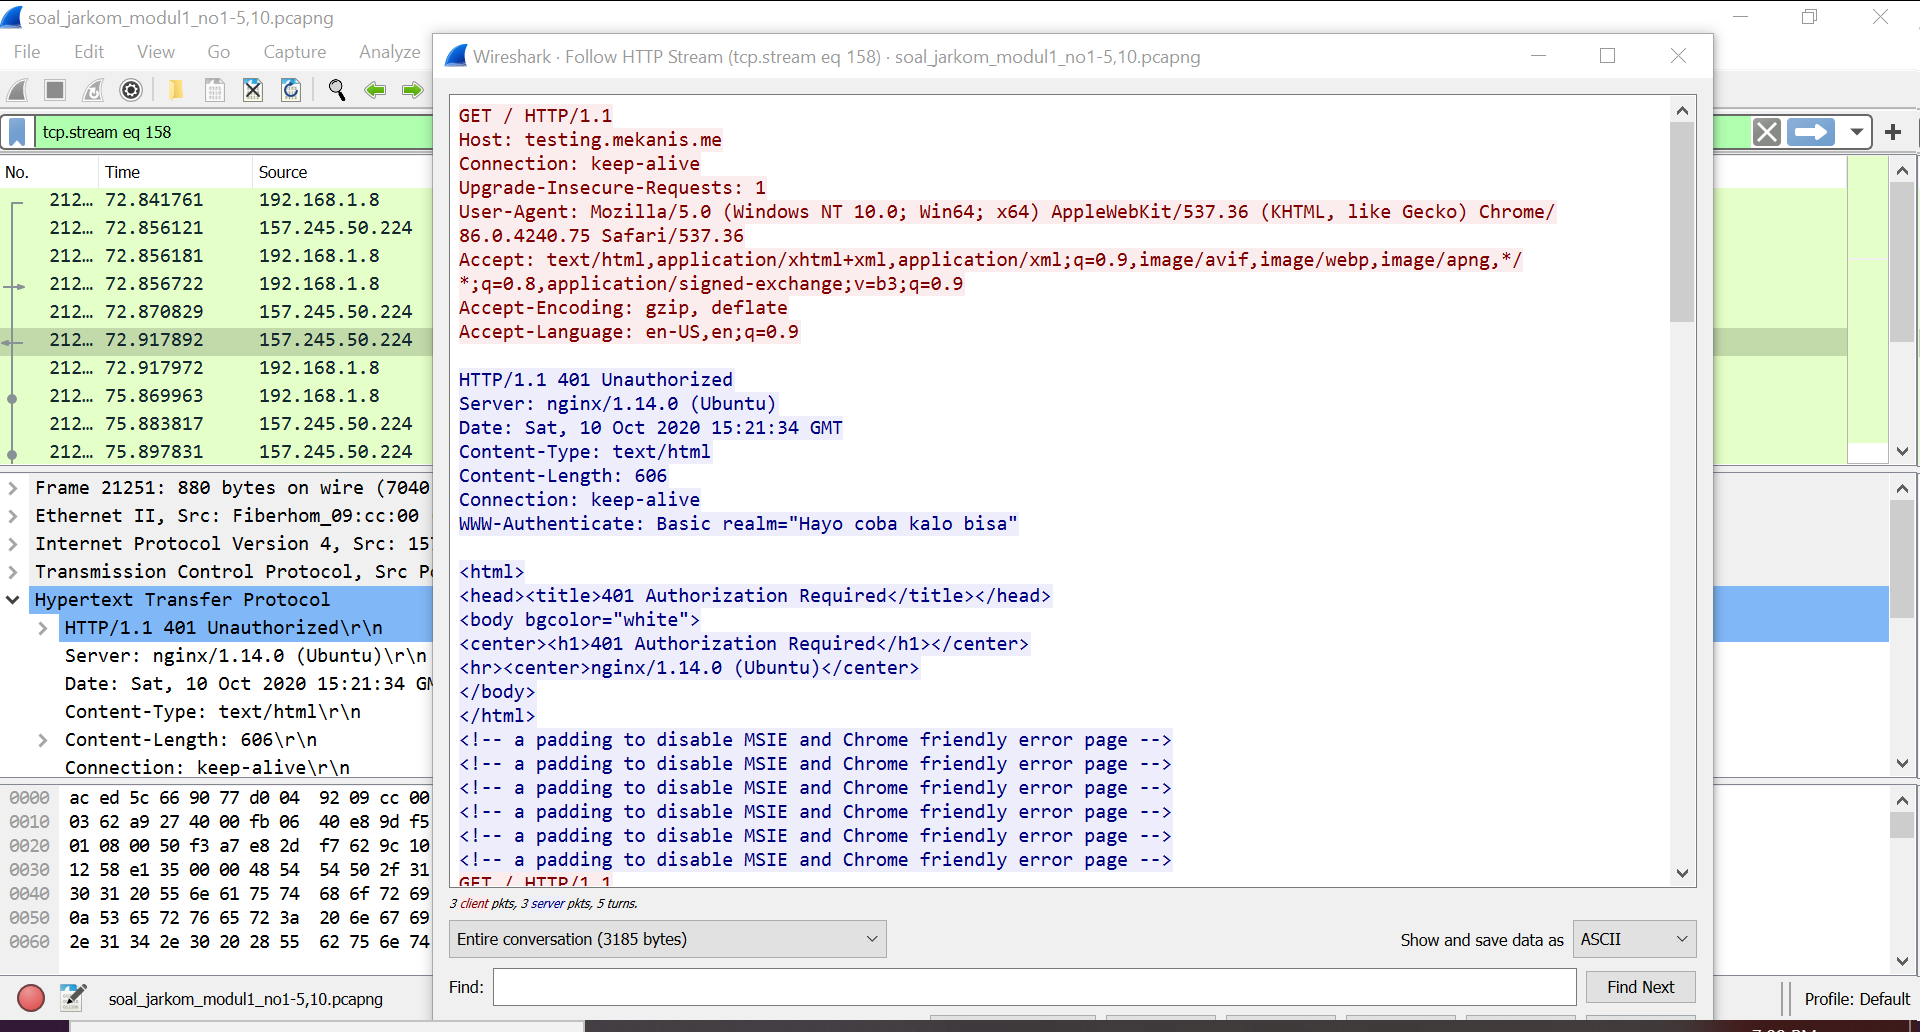 soal_jarkom_modul1_no1-5,10.pcapng
File Edit View Go Capture Analyze
tcp.stream eq 158
No. Time Source
212… 72.841761 192.168.1.8
212… 72.856121 157.245.50.224
212… 72.856181 192.168.1.8
212… 72.856722 192.168.1.8
212… 72.870829 157.245.50.224
212… 72.917892 157.245.50.224
212… 72.917972 192.168.1.8
212… 75.869963 192.168.1.8
212… 75.883817 157.245.50.224
212… 75.897831 157.245.50.224
Frame 21251: 880 bytes on wire (7040
Ethernet II, Src: Fiberhom_09:cc:00
Internet Protocol Version 4, Src: 157
Transmission Control Protocol, Src Po
Hypertext Transfer Protocol
HTTP/1.1 401 Unauthorized\r\n
Server: nginx/1.14.0 (Ubuntu)\r\n
Date: Sat, 10 Oct 2020 15:21:34 GM
Content-Type: text/html\r\n
Content-Length: 606\r\n
Connection: keep-alive\r\n
0000 ac ed 5c 66 90 77 d0 04 92 09 cc 00
0010 03 62 a9 27 40 00 fb 06 40 e8 9d f5
0020 01 08 00 50 f3 a7 e8 2d f7 62 9c 10
0030 12 58 e1 35 00 00 48 54 54 50 2f 31
0040 30 31 20 55 6e 61 75 74 68 6f 72 69
0050 0a 53 65 72 76 65 72 3a 20 6e 67 69
0060 2e 31 34 2e 30 20 28 55 62 75 6e 74
soal_jarkom_modul1_no1-5,10.pcapng
Profile: Default
Wireshark · Follow HTTP Stream (tcp.stream eq 158) · soal_jarkom_modul1_no1-5,10.pcapng
GET / HTTP/1.1
Host: testing.mekanis.me
Connection: keep-alive
Upgrade-Insecure-Requests: 1
User-Agent: Mozilla/5.0 (Windows NT 10.0; Win64; x64) AppleWebKit/537.36 (KHTML, like Gecko) Chrome/
86.0.4240.75 Safari/537.36
Accept: text/html,application/xhtml+xml,application/xml;q=0.9,image/avif,image/webp,image/apng,*/
*;q=0.8,application/signed-exchange;v=b3;q=0.9
Accept-Encoding: gzip, deflate
Accept-Language: en-US,en;q=0.9
HTTP/1.1 401 Unauthorized
Server: nginx/1.14.0 (Ubuntu)
Date: Sat, 10 Oct 2020 15:21:34 GMT
Content-Type: text/html
Content-Length: 606
Connection: keep-alive
WWW-Authenticate: Basic realm="Hayo coba kalo bisa"
<html>
<head><title>401 Authorization Required</title></head>
<body bgcolor="white">
<center><h1>401 Authorization Required</h1></center>
<hr><center>nginx/1.14.0 (Ubuntu)</center>
</body>
</html>
<!-- a padding to disable MSIE and Chrome friendly error page -->
<!-- a padding to disable MSIE and Chrome friendly error page -->
<!-- a padding to disable MSIE and Chrome friendly error page -->
<!-- a padding to disable MSIE and Chrome friendly error page -->
<!-- a padding to disable MSIE and Chrome friendly error page -->
<!-- a padding to disable MSIE and Chrome friendly error page -->
GET / HTTP/1.1
3 client pkts, 3 server pkts, 5 turns.
Entire conversation (3185 bytes)
Show and save data as ASCII
Find: Find Next